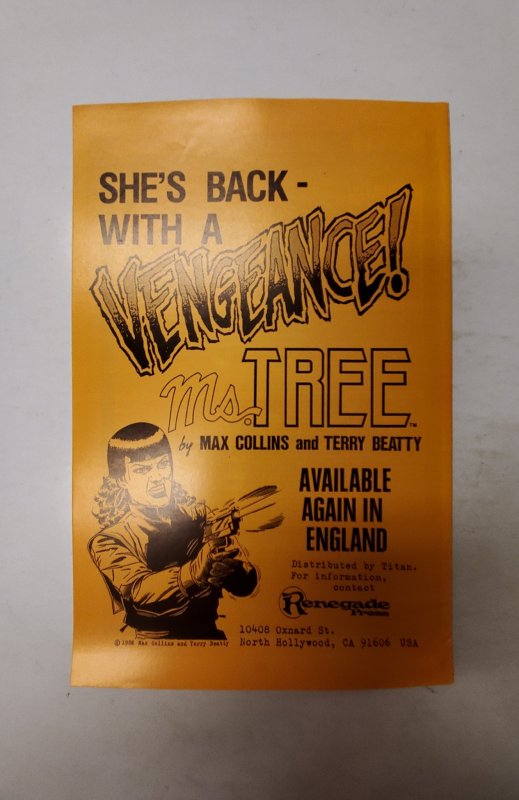 SHE'S BACK -
WITH A
VENGEANCE!
Ms. TREE™
by MAX COLLINS and TERRY BEATTY
AVAILABLE
AGAIN IN
ENGLAND
Distributed by Titan.
For information,
contact
Renegade
Press
10408 Oxnard St.
North Hollywood, CA 91606 USA
© 1986 Max Collins and Terry Beatty